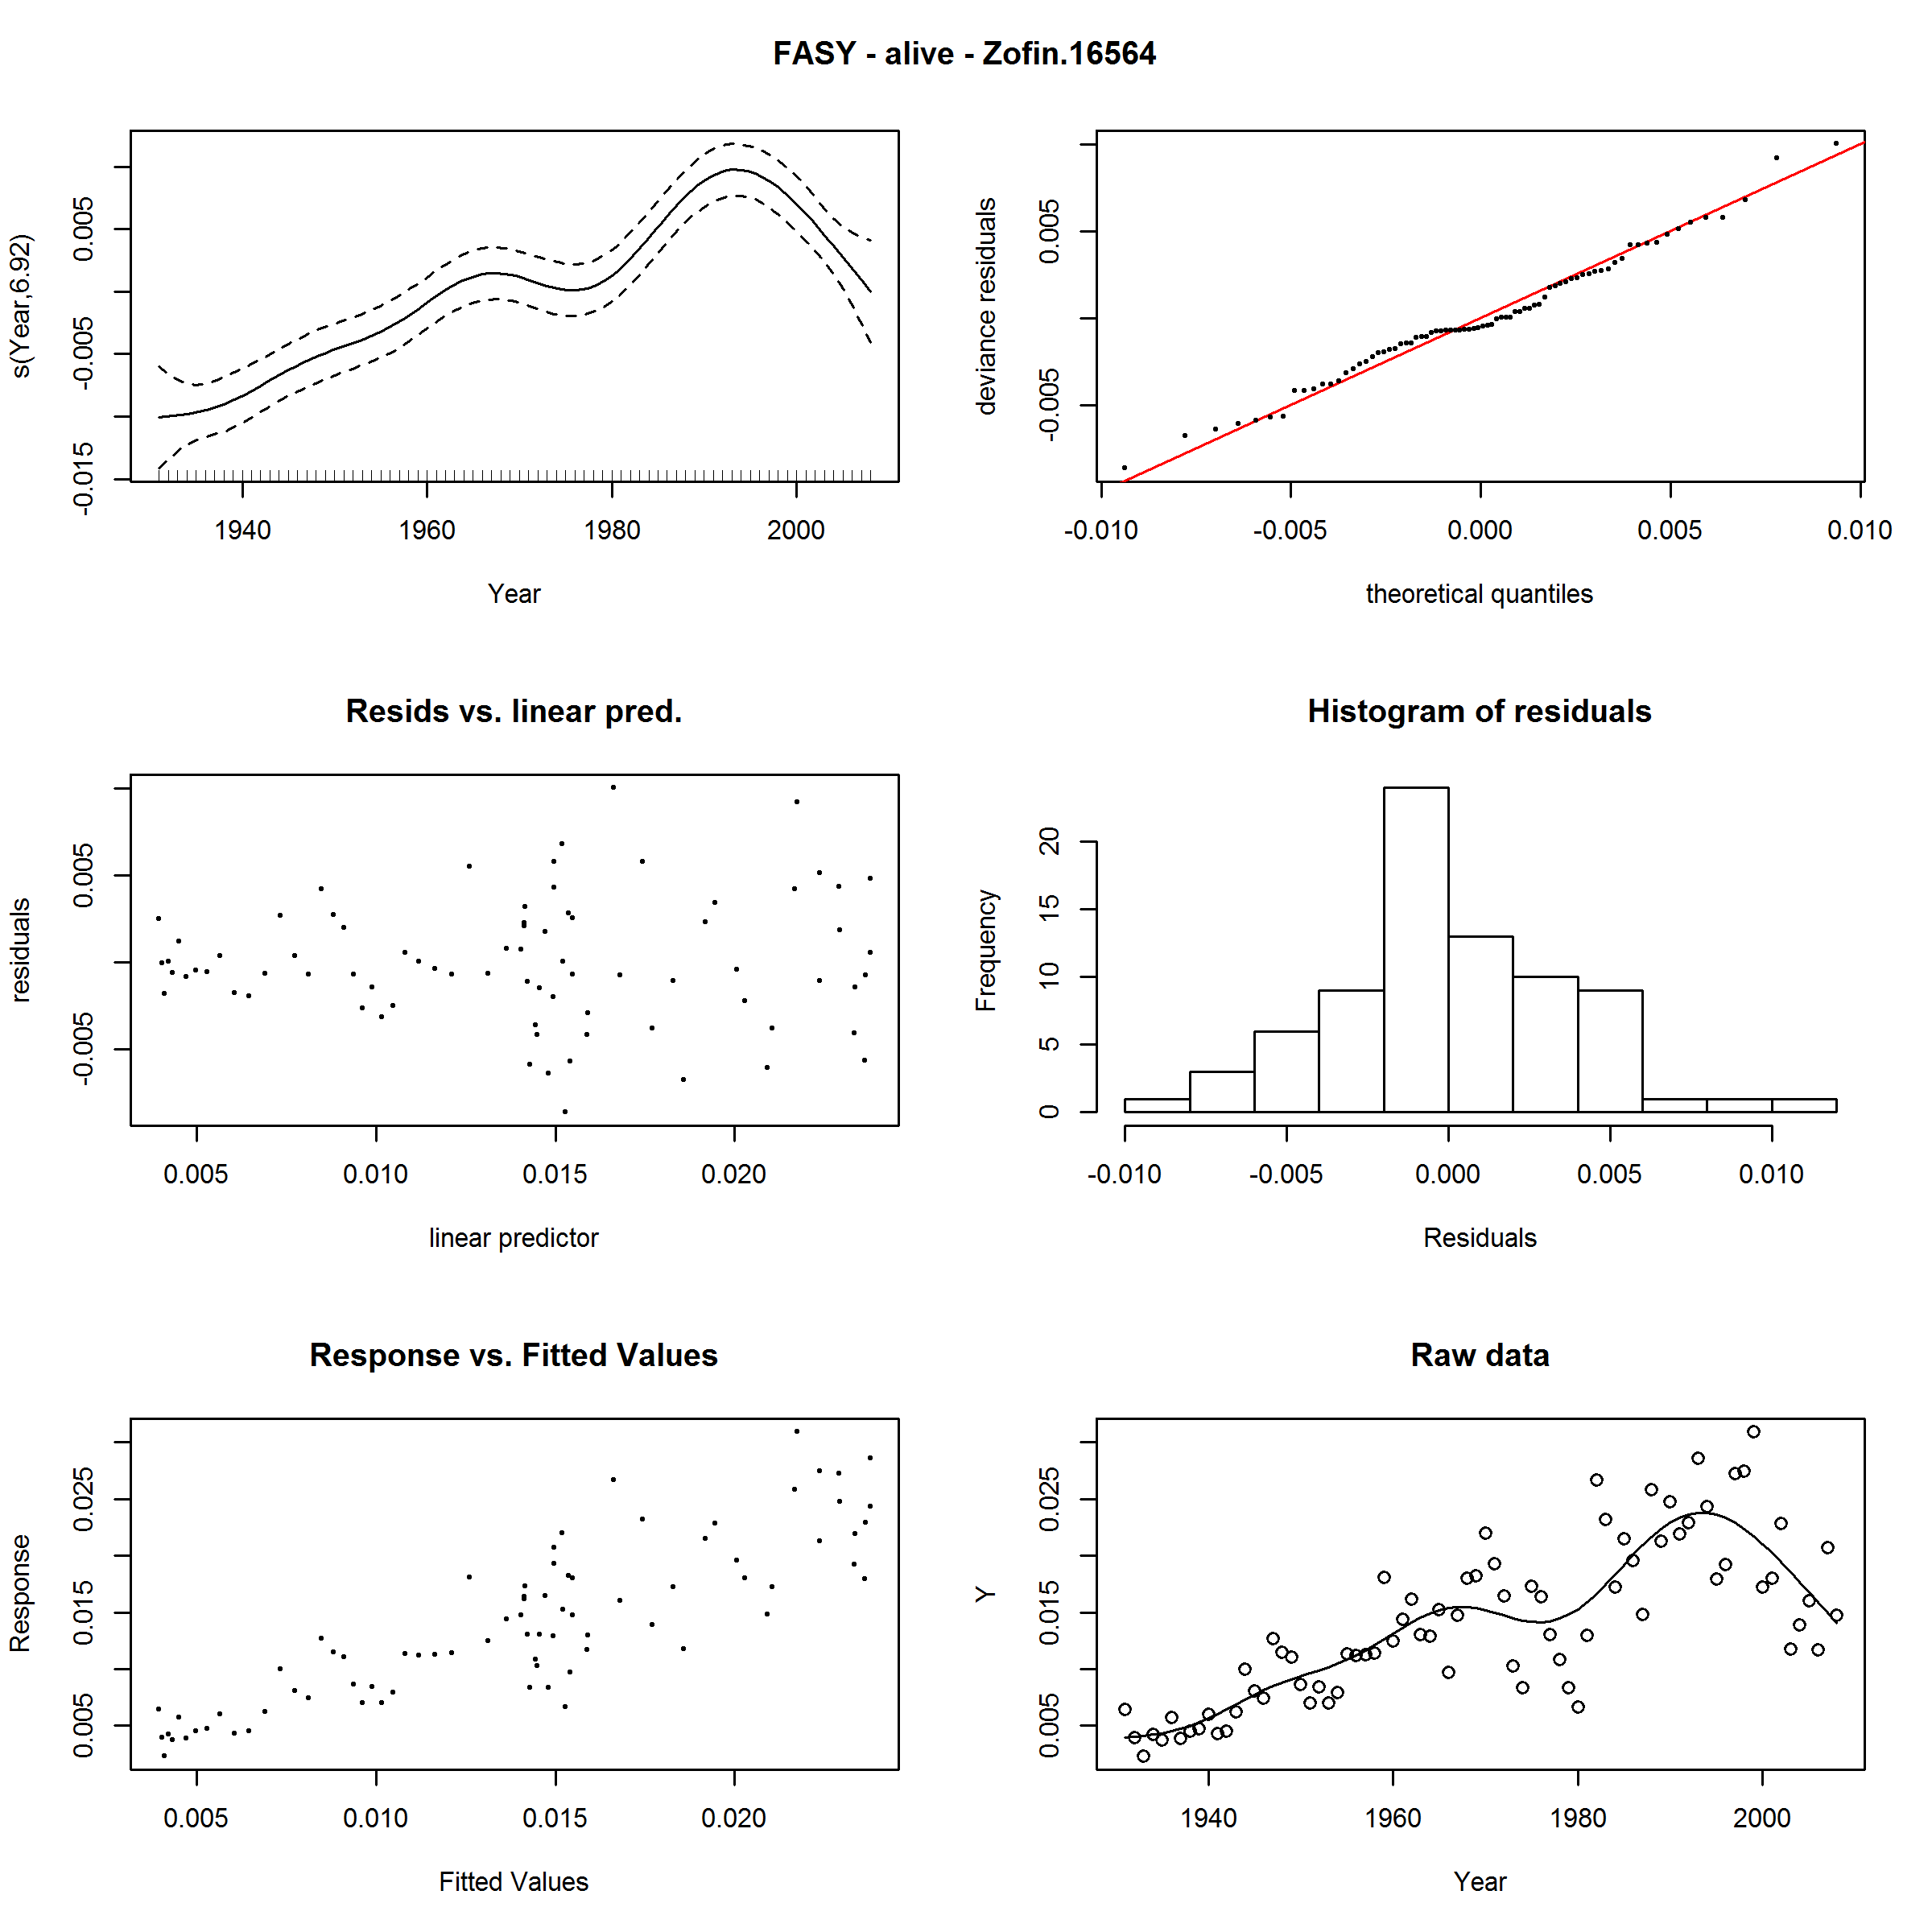 FASY - alive - Zofin.16564
s(Year,6.92)
-0.015 -0.005 0.005
1940 1960 1980 2000
Year
deviance residuals
-0.005 0.005
-0.010 -0.005 0.000 0.005 0.010
theoretical quantiles
Resids vs. linear pred.
residuals
-0.005 0.005
0.005 0.010 0.015 0.020
linear predictor
Histogram of residuals
Frequency
0 5 10 15 20
-0.010 -0.005 0.000 0.005 0.010
Residuals
Response vs. Fitted Values
Response
0.005 0.015 0.025
0.005 0.010 0.015 0.020
Fitted Values
Raw data
Y
0.005 0.015 0.025
1940 1960 1980 2000
Year